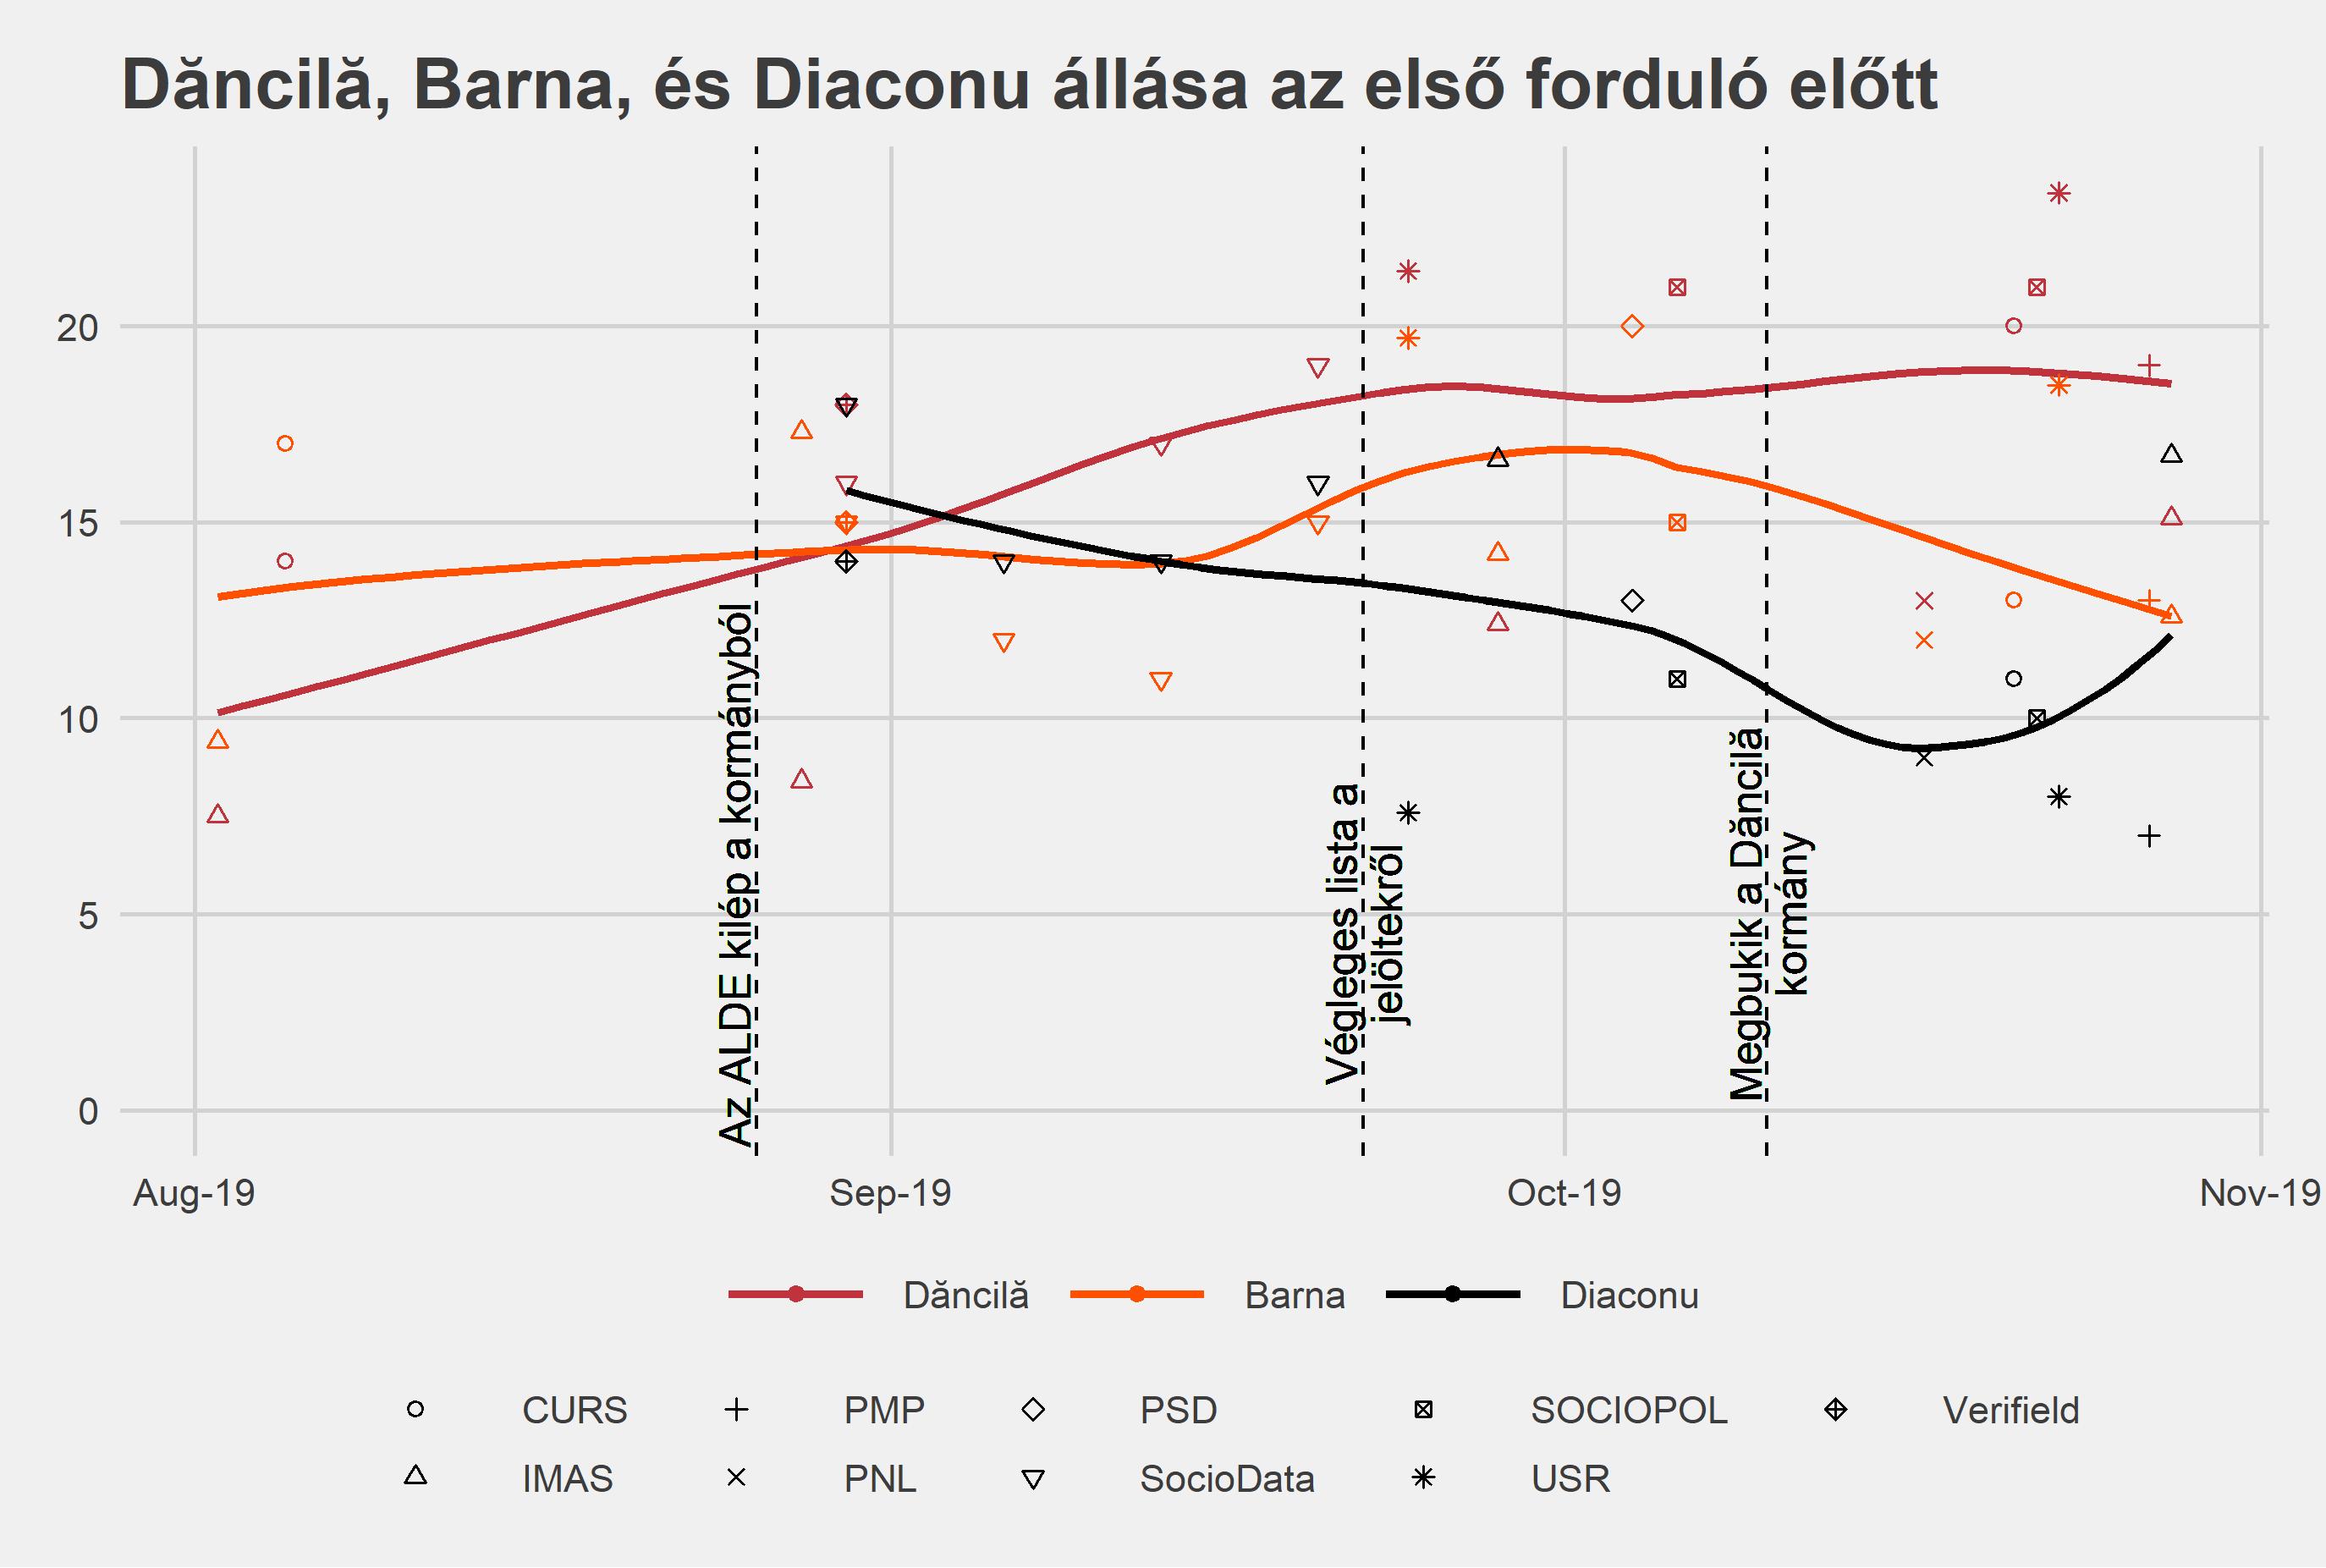 Dăncilă, Barna, és Diaconu állása az első forduló előtt
20
15
10
5
0
Az ALDE kilép a kormányból
Végleges lista a
jelöltekről
Megbukik a Dăncilă
kormány
Aug-19
Sep-19
Oct-19
Nov-19
Dăncilă
Barna
Diaconu
CURS
PMP
PSD
SOCIOPOL
Verifield
IMAS
PNL
SocioData
USR